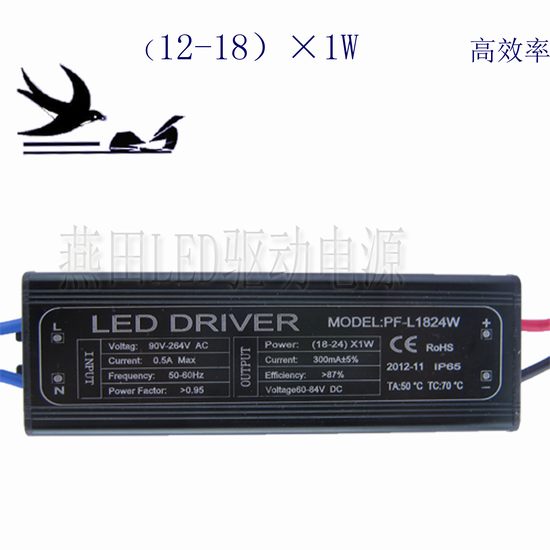 （12-18）×1W
高效率
燕田LED驱动电源
LED DRIVER
MODEL:PF-L1824W
L
N
INPUT
Voltag: 90V-264V AC
Current: 0.5A Max
Frequency: 50-60Hz
Power Factor: >0.95
OUTPUT
Power: (18-24) X1W
Current: 300mA±5%
Efficiency: >87%
Voltage60-84V DC
CE
RoHS
2012-11 IP65
TA:50℃ TC:70℃
+
-